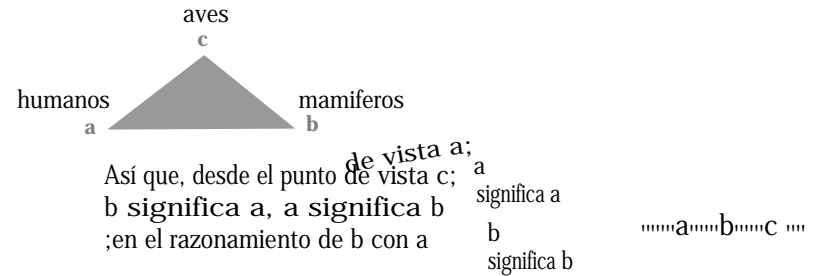 aves
c
humanos
mamiferos
a
b
de vista a;
Así que, desde el punto de vista c;
b significa a, a significa b
;en el razonamiento de b con a
a
significa a
b
significa b
"""'a""'b""'c ""